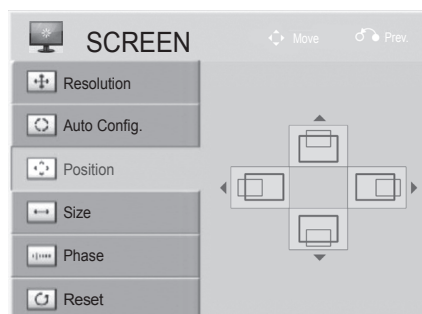 SCREEN
Move
Prev.
Resolution
Auto Config.
Position
Size
Phase
Reset